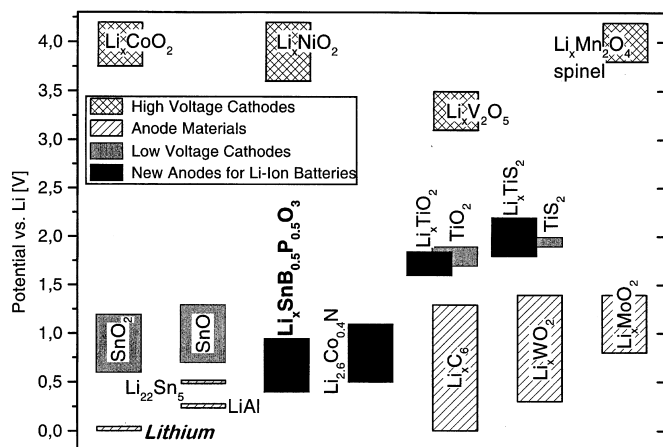 Potential vs. Li [V]
4,0
3,5
3,0
2,5
2,0
1,5
1,0
0,5
0,0
LiₓCoO₂
LiₓNiO₂
LiₓMn₂O₄
spinel
LiₓV₂O₅
High Voltage Cathodes
Anode Materials
Low Voltage Cathodes
New Anodes for Li-Ion Batteries
LiₓTiO₂
TiO₂
LiₓTiS₂
TiS₂
LiₓSnB₀.₅P₀.₅O₃
SnO₂
SnO
Li₂.₆Co₀.₄N
LiₓC₆
LiₓWO₂
LiₓMoO₂
Li₂₂Sn₅
LiAl
Lithium